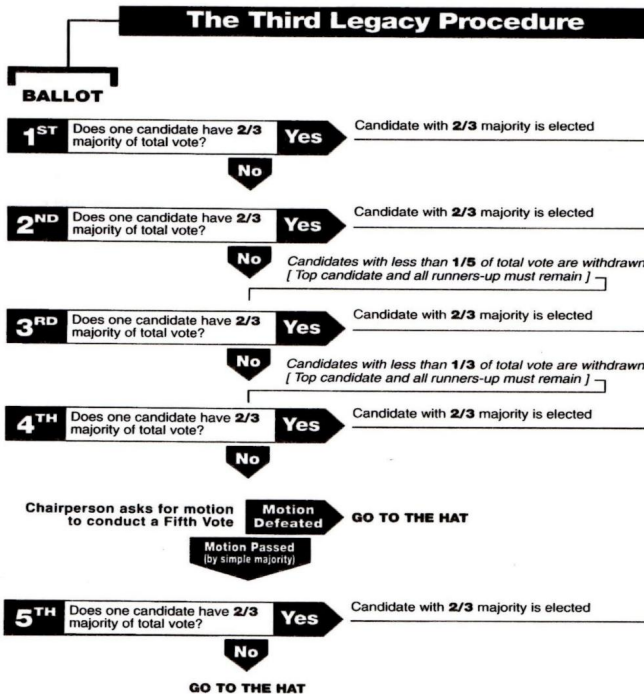 The Third Legacy Procedure
BALLOT
1ST Does one candidate have 2/3
majority of total vote? Yes Candidate with 2/3 majority is elected
No
2ND Does one candidate have 2/3
majority of total vote? Yes Candidate with 2/3 majority is elected
No Candidates with less than 1/5 of total vote are withdrawn
[ Top candidate and all runners-up must remain ]
3RD Does one candidate have 2/3
majority of total vote? Yes Candidate with 2/3 majority is elected
No Candidates with less than 1/3 of total vote are withdrawn
[ Top candidate and all runners-up must remain ]
4TH Does one candidate have 2/3
majority of total vote? Yes Candidate with 2/3 majority is elected
No
Chairperson asks for motion
to conduct a Fifth Vote
Motion
Defeated
GO TO THE HAT
Motion Passed
(by simple majority)
5TH Does one candidate have 2/3
majority of total vote? Yes Candidate with 2/3 majority is elected
No
GO TO THE HAT